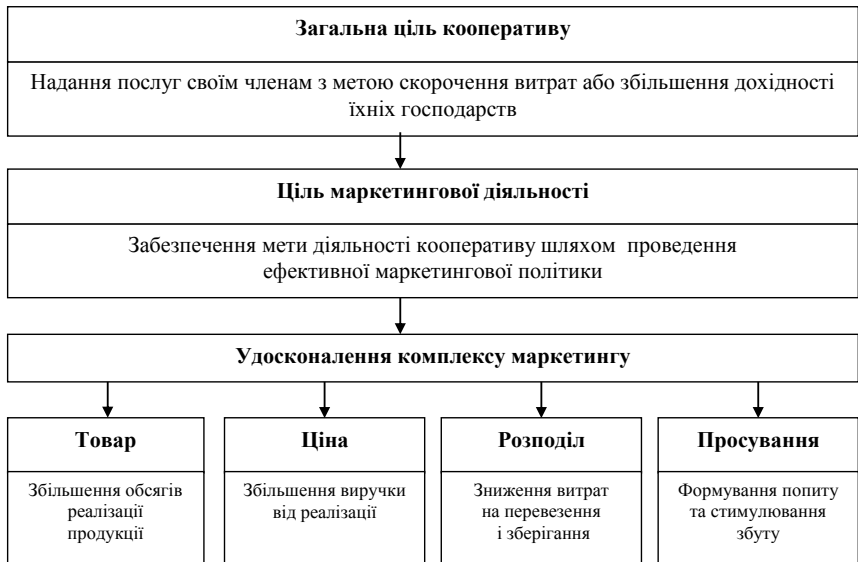 Загальна ціль кооперативу
Надання послуг своїм членам з метою скорочення витрат або збільшення дохідності
їхніх господарств
Ціль маркетингової діяльності
Забезпечення мети діяльності кооперативу шляхом проведення
ефективної маркетингової політики
Удосконалення комплексу маркетингу
Товар
Збільшення обсягів
реалізації
продукції
Ціна
Збільшення виручки
від реалізації
Розподіл
Зниження витрат
на перевезення
і зберігання
Просування
Формування попиту
та стимулювання
збуту